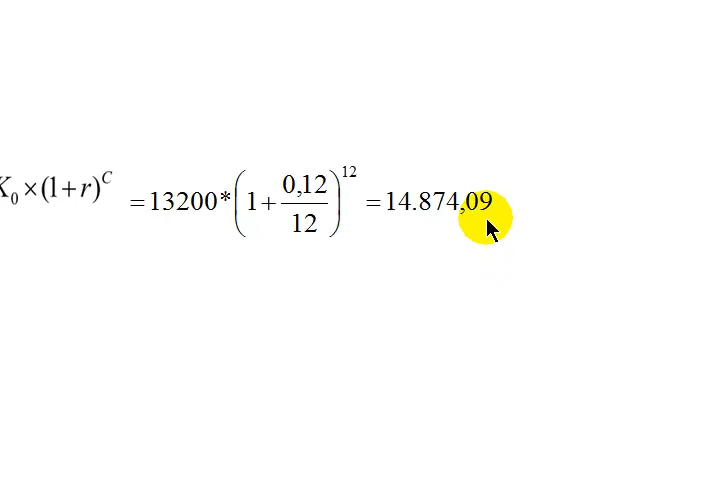 K₀ × (1 + r)^C = 13200 * (1 + 0,12/12)^12 = 14.874,09